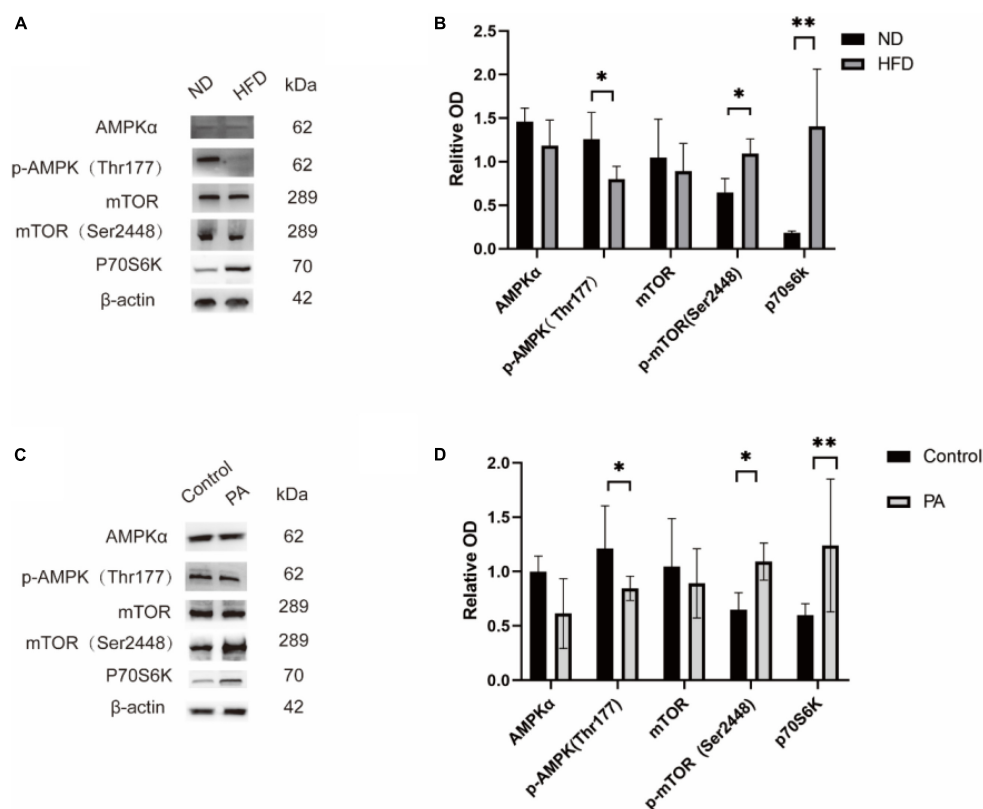 A
ND HFD kDa
AMPKα 62
p-AMPK（Thr177） 62
mTOR 289
mTOR（Ser2448） 289
P70S6K 70
β-actin 42
B
Relitive OD
2.5
2.0
1.5
1.0
0.5
0.0
* * **
ND
HFD
AMPKα
p-AMPK（Thr177）
mTOR
p-mTOR(Ser2448)
p70s6k
C
Control PA kDa
AMPKα 62
p-AMPK（Thr177） 62
mTOR 289
mTOR（Ser2448） 289
P70S6K 70
β-actin 42
D
Relative OD
2.0
1.5
1.0
0.5
0.0
* * **
Control
PA
AMPKα
p-AMPK(Thr177)
mTOR
p-mTOR (Ser2448)
p70S6K